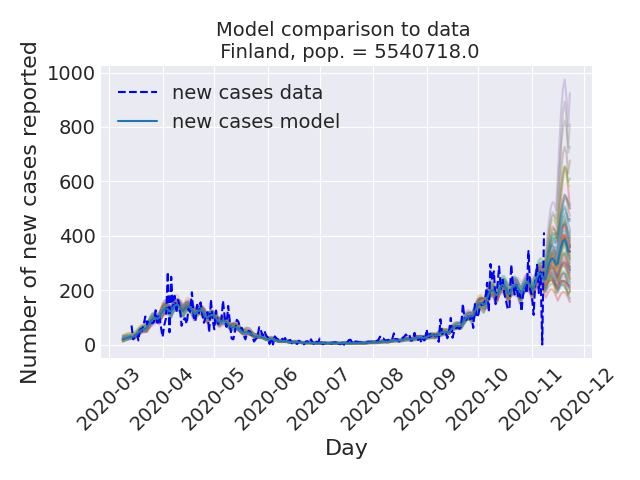 Model comparison to data
Finland, pop. = 5540718.0
Number of new cases reported
1000
800
600
400
200
0
new cases data
new cases model
2020-03
2020-04
2020-05
2020-06
2020-07
2020-08
2020-09
2020-10
2020-11
2020-12
Day